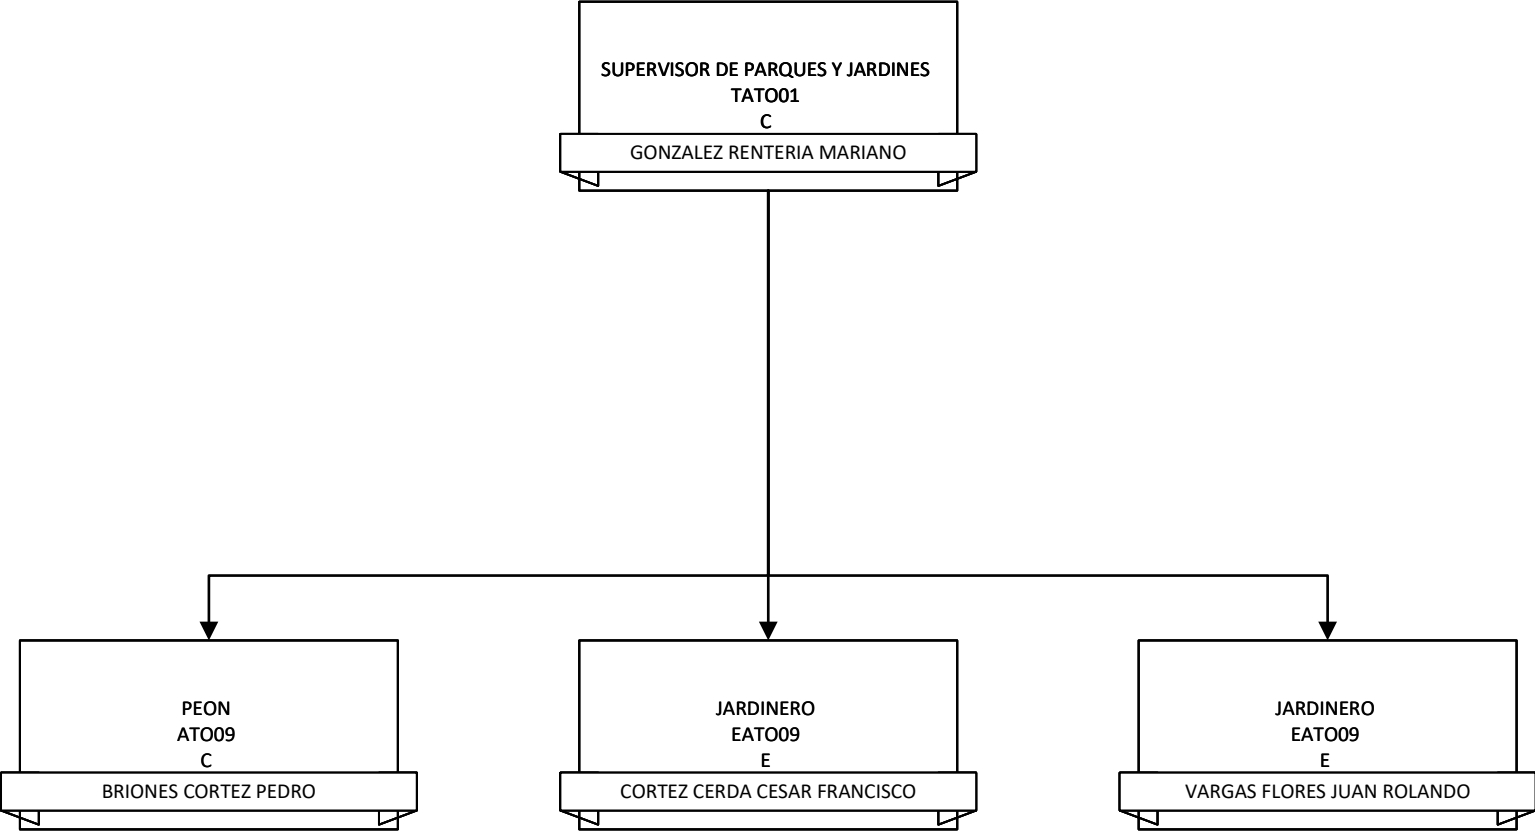 SUPERVISOR DE PARQUES Y JARDINES
TATO01
C
GONZALEZ RENTERIA MARIANO
PEON
ATO09
C
BRIONES CORTEZ PEDRO
JARDINERO
EATO09
E
CORTEZ CERDA CESAR FRANCISCO
JARDINERO
EATO09
E
VARGAS FLORES JUAN ROLANDO